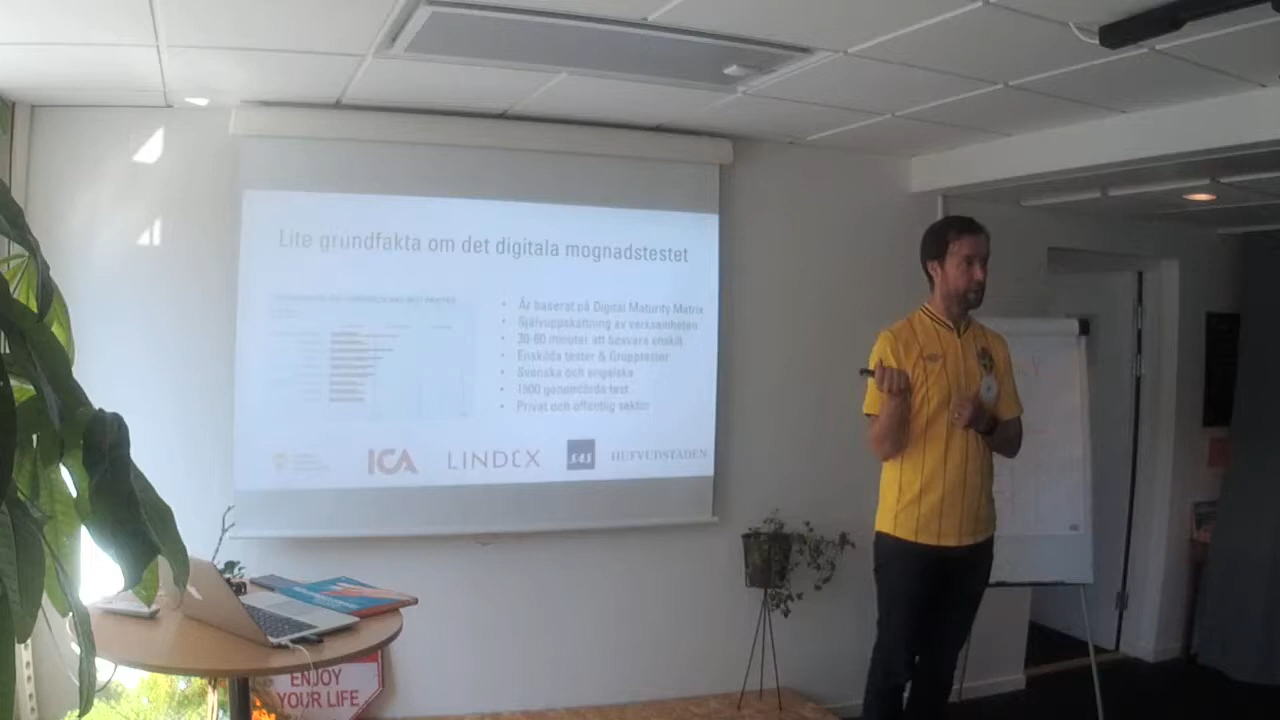 Lite grundfakta om det digitala mognadstestet
• Är baserat på Digital Maturity Matrix
• Självuppskattning av verksamheten
• 30-60 minuter att besvara enskilt
• Enskilda tester & Grupptester
• Svenska och engelska
• 1500 genomförda test
• Privat och offentlig sektor
ICA
LINDEX
SAS
HUFVUDSTADEN
ENJOY
YOUR LIFE